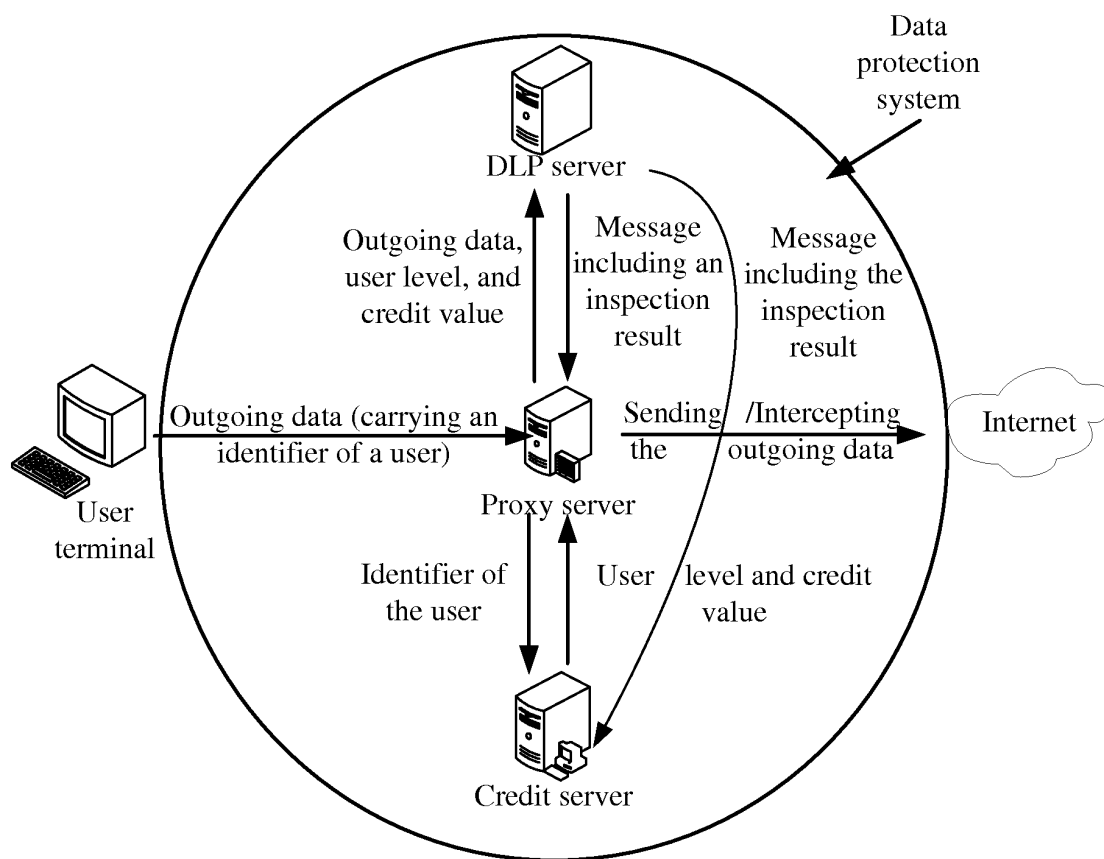 Data
protection
system
DLP server
Outgoing data,
user level, and
credit value
Message
including an
inspection
result
Message
including the
inspection
result
Outgoing data (carrying an
identifier of a user)
Sending /Intercepting
the outgoing data
Internet
User
terminal
Proxy server
Identifier of
the user
User level and credit
value
Credit server